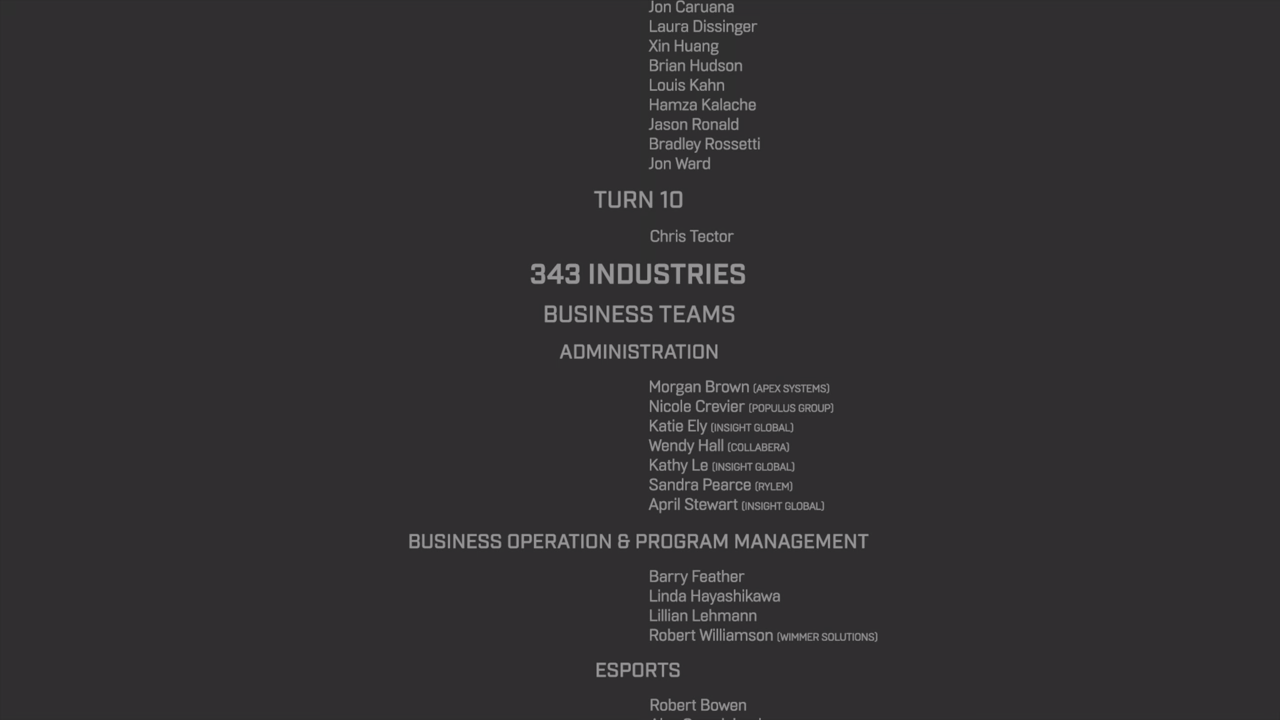 Jon Caruana
Laura Dissinger
Xin Huang
Brian Hudson
Louis Kahn
Hamza Kalache
Jason Ronald
Bradley Rossetti
Jon Ward
TURN 10
Chris Tector
343 INDUSTRIES
BUSINESS TEAMS
ADMINISTRATION
Morgan Brown (APEX SYSTEMS)
Nicole Crevier (POPULUS GROUP)
Katie Ely (INSIGHT GLOBAL)
Wendy Hall (COLLABERA)
Kathy Le (INSIGHT GLOBAL)
Sandra Pearce (RYLEM)
April Stewart (INSIGHT GLOBAL)
BUSINESS OPERATION & PROGRAM MANAGEMENT
Barry Feather
Linda Hayashikawa
Lillian Lehmann
Robert Williamson (WIMMER SOLUTIONS)
ESPORTS
Robert Bowen